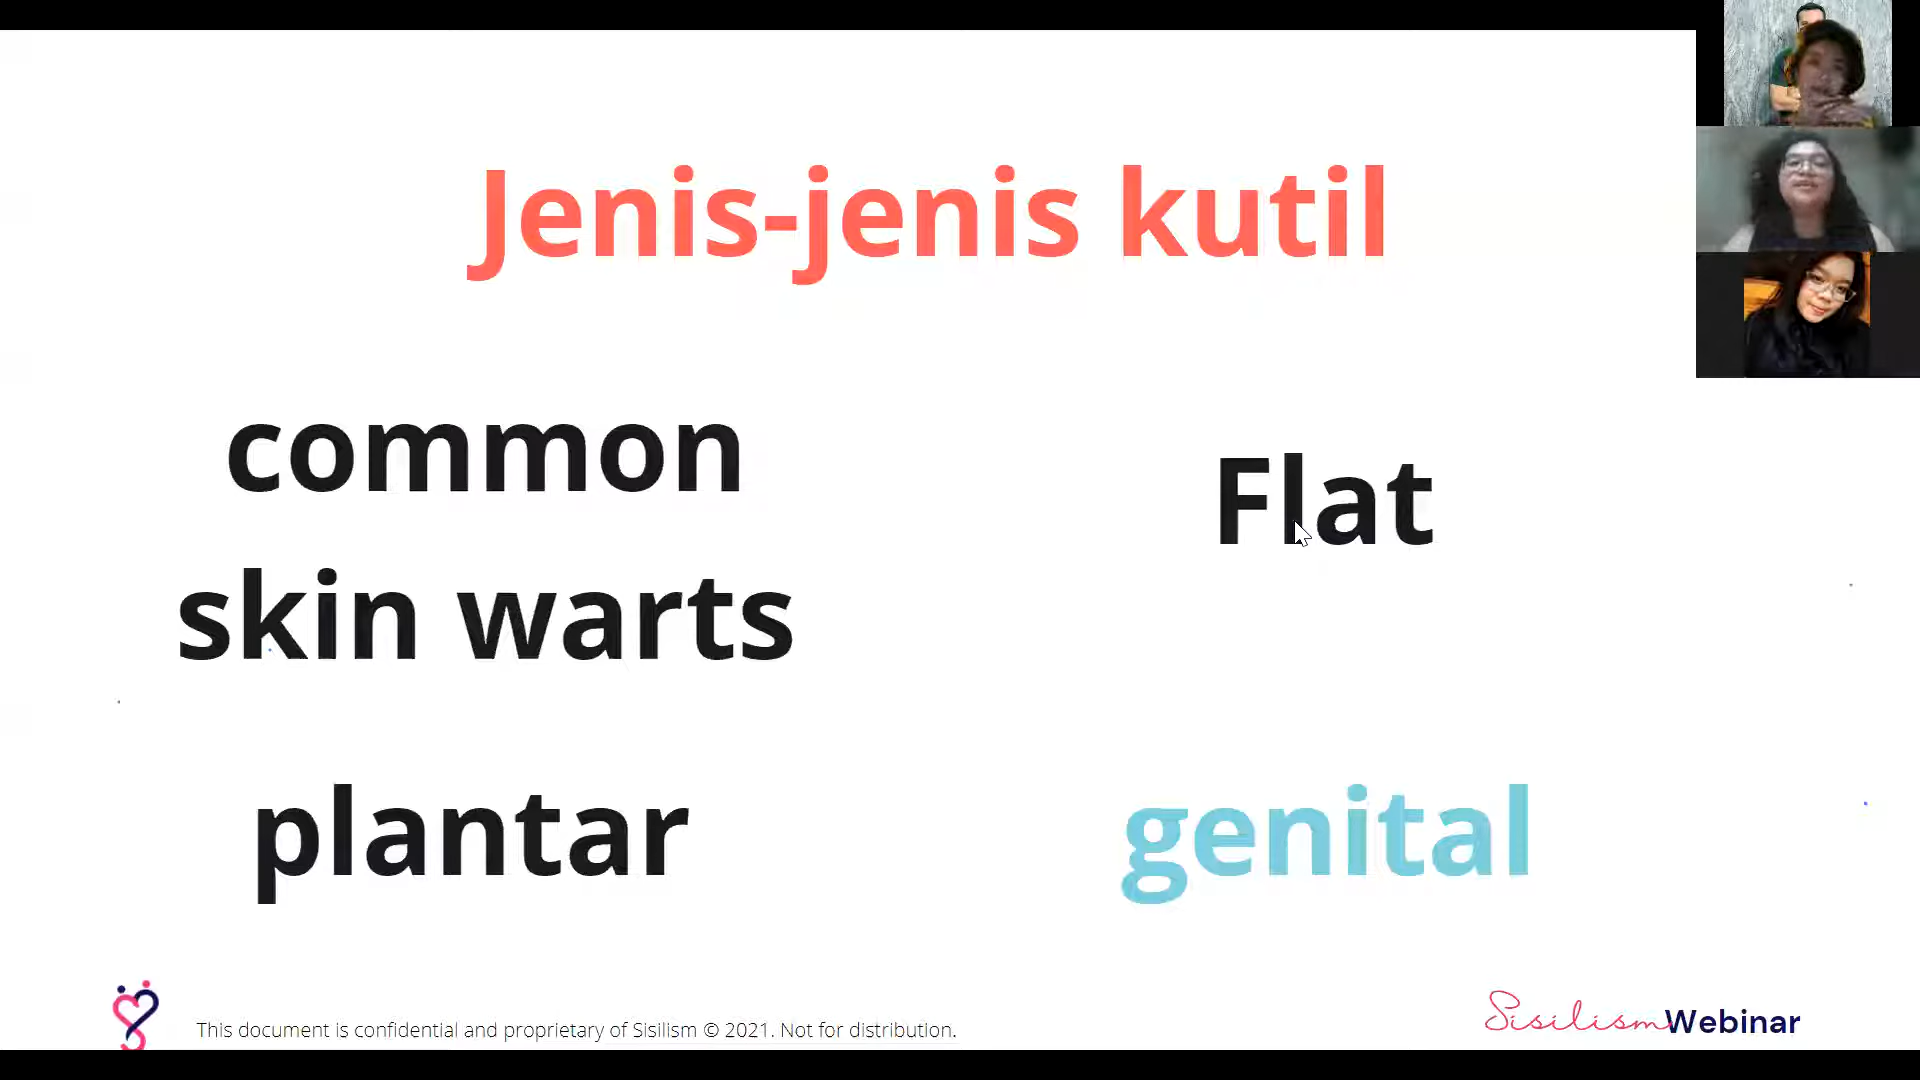 Jenis-jenis kutil
common
skin warts
Flat
plantar
genital
This document is confidential and proprietary of Sisilism © 2021. Not for distribution.
Sisilism Webinar